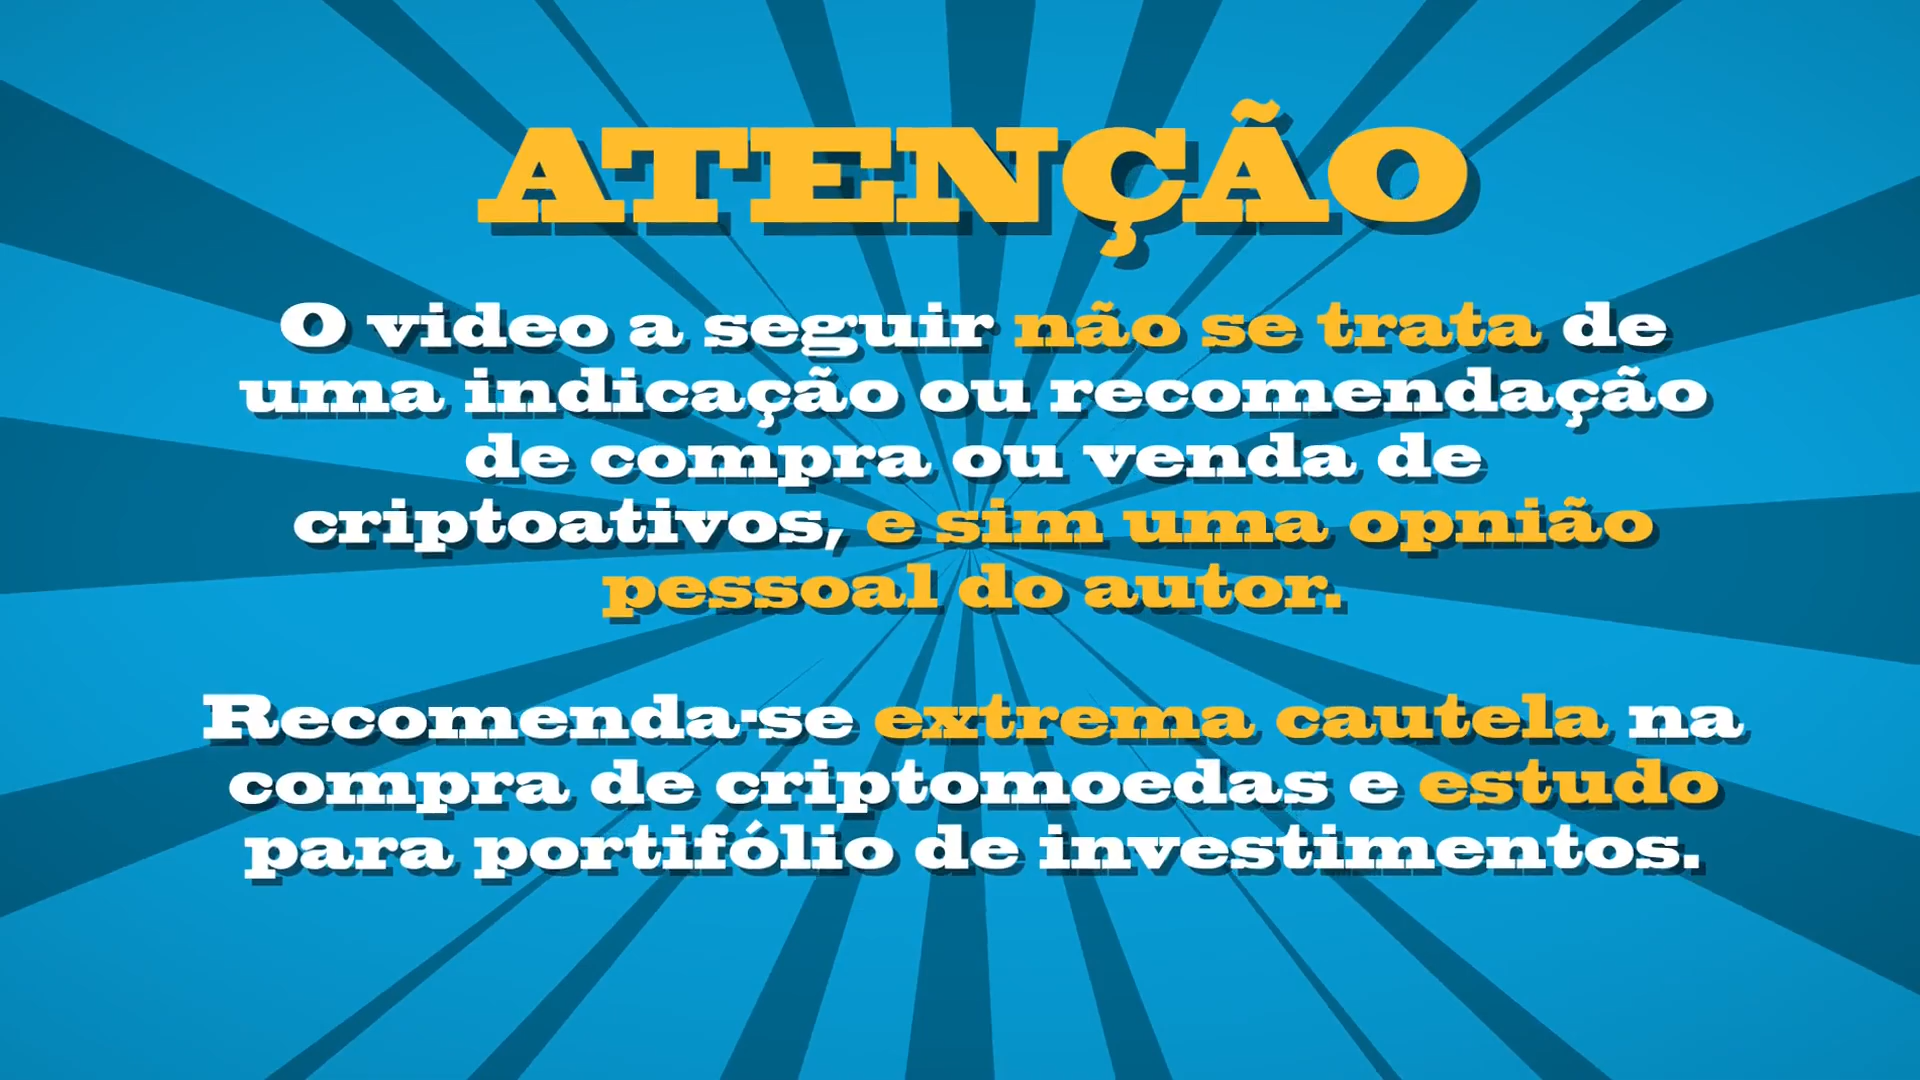 ATENÇÃO
O video a seguir não se trata de
uma indicação ou recomendação
de compra ou venda de
criptoativos, e sim uma opnião
pessoal do autor.
Recomenda-se extrema cautela na
compra de criptomoedas e estudo
para portifólio de investimentos.